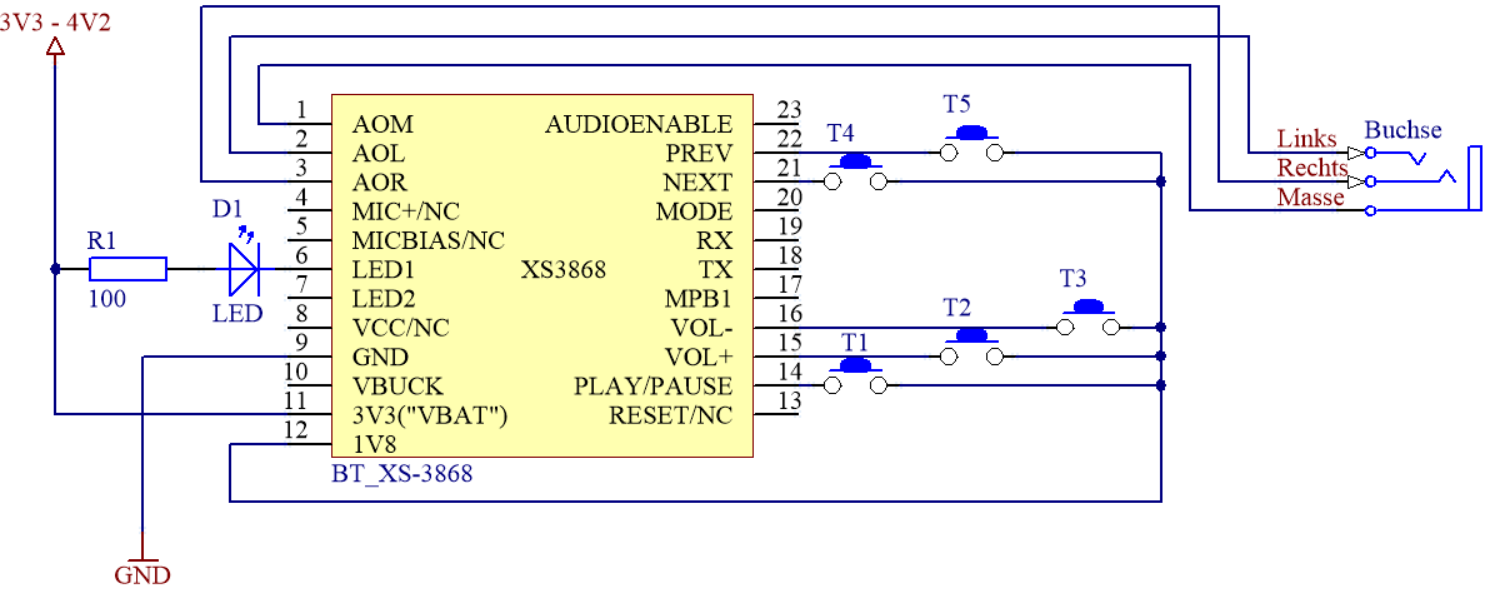 3V3 - 4V2
R1
100
D1
LED
GND
1
2
3
4
5
6
7
8
9
10
11
12
AOM
AOL
AOR
MIC+/NC
MICBIAS/NC
LED1
LED2
VCC/NC
GND
VBUCK
3V3("VBAT")
1V8
XS3868
BT_XS-3868
AUDIOENABLE
PREV
NEXT
MODE
RX
TX
MPB1
VOL-
VOL+
PLAY/PAUSE
RESET/NC
23
22
21
20
19
18
17
16
15
14
13
T4
T5
T3
T2
T1
Links
Rechts
Masse
Buchse